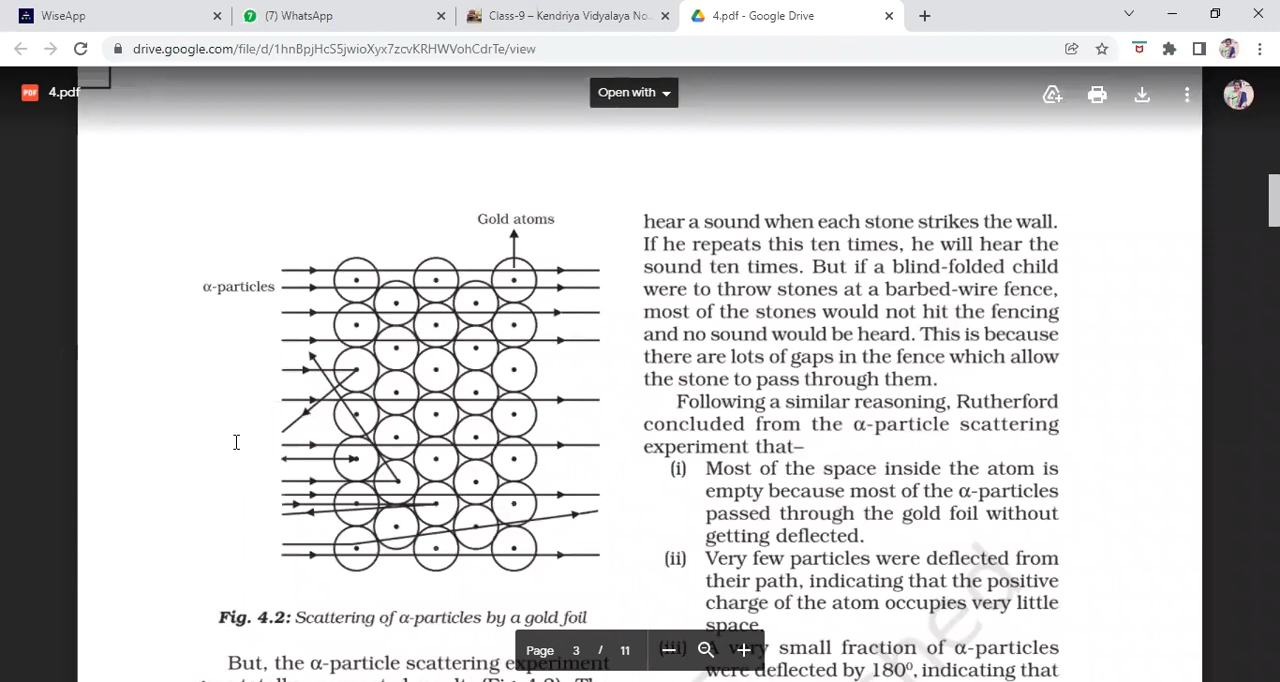 WiseApp
(7) WhatsApp
Class-9 – Kendriya Vidyalaya No...
4.pdf - Google Drive
drive.google.com/file/d/1hnBpjHcS5jwioXyx7zcvKRHWVohCdrTe/view
PDF 4.pdf
Open with
Gold atoms
α-particles
Fig. 4.2: Scattering of α-particles by a gold foil
But, the α-particle scattering experiment
hear a sound when each stone strikes the wall.
If he repeats this ten times, he will hear the
sound ten times. But if a blind-folded child
were to throw stones at a barbed-wire fence,
most of the stones would not hit the fencing
and no sound would be heard. This is because
there are lots of gaps in the fence which allow
the stone to pass through them.
Following a similar reasoning, Rutherford
concluded from the α-particle scattering
experiment that–
(i) Most of the space inside the atom is
empty because most of the α-particles
passed through the gold foil without
getting deflected.
(ii) Very few particles were deflected from
their path, indicating that the positive
charge of the atom occupies very little
space.
(iii) A very small fraction of α-particles
were deflected by 180⁰, indicating that
Page 3 / 11